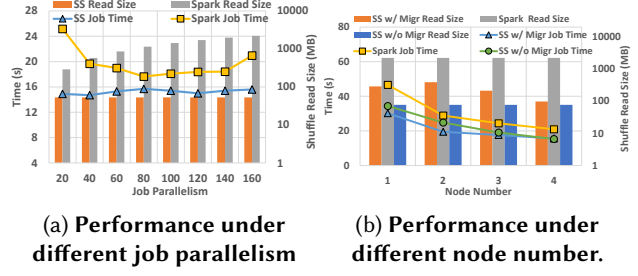 SS Read Size Spark Read Size
SS Job Time Spark Job Time
Time (s)
28
24
20
16
12
8
4
Shuffle Read Size (MB)
10000
1000
100
10
1
20 40 60 80 100 120 140 160
Job Parallelism
(a) Performance under
different job parallelism
SS w/ Migr Read Size Spark Read Size
SS w/o Migr Read Size SS w/ Migr Job Time
Spark Job Time SS w/o Migr Job Time
Time (s)
80
60
40
20
0
Shuffle Read Size (MB)
10000
1000
100
10
1
1 2 3 4
Node Number
(b) Performance under
different node number.